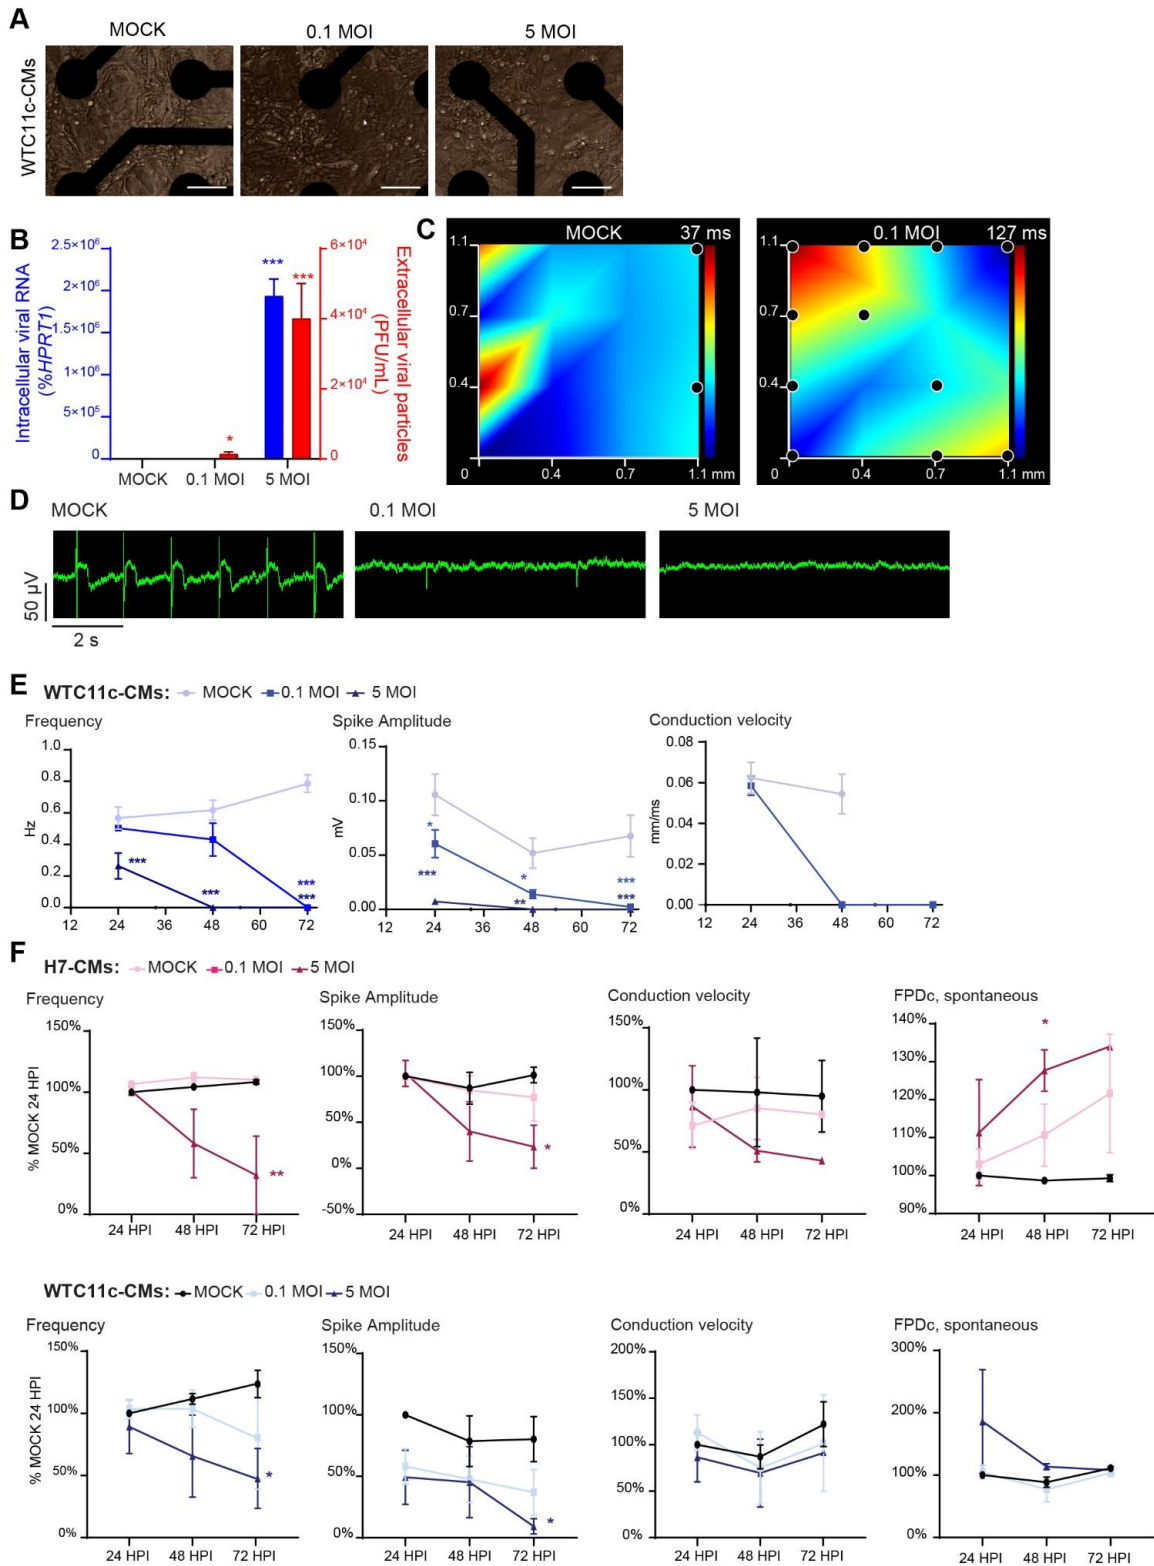 A
MOCK 0.1 MOI 5 MOI
WTC11c-CMs
B
Intracellular viral RNA
(%HPRT1)
2.5×10⁶
2×10⁶
1.5×10⁶
1×10⁶
5×10⁵
0
***
***
*
6×10⁴
4×10⁴
2×10⁴
0
Extracellular viral particles
(PFU/mL)
MOCK 0.1 MOI 5 MOI
C
MOCK 37 ms
1.1
0.7
0.4
0 0.4 0.7 1.1 mm
0.1 MOI 127 ms
1.1
0.7
0.4
0 0.4 0.7 1.1 mm
D
MOCK 0.1 MOI 5 MOI
50 µV
2 s
E
WTC11c-CMs: MOCK 0.1 MOI 5 MOI
Frequency
Hz
1.0
0.8
0.6
0.4
0.2
0.0
***
***
***
***
12 24 36 48 60 72
Spike Amplitude
mV
0.15
0.10
0.05
0.00
*
***
*
**
***
***
12 24 36 48 60 72
Conduction velocity
mm/ms
0.08
0.06
0.04
0.02
0.00
12 24 36 48 60 72
F
H7-CMs: MOCK 0.1 MOI 5 MOI
Frequency
% MOCK 24 HPI
150%
100%
50%
0%
**
24 HPI 48 HPI 72 HPI
Spike Amplitude
150%
100%
50%
0%
-50%
*
24 HPI 48 HPI 72 HPI
Conduction velocity
150%
100%
50%
0%
24 HPI 48 HPI 72 HPI
FPDc, spontaneous
140%
130%
120%
110%
100%
90%
*
24 HPI 48 HPI 72 HPI
WTC11c-CMs: MOCK 0.1 MOI 5 MOI
Frequency
% MOCK 24 HPI
150%
100%
50%
0%
*
24 HPI 48 HPI 72 HPI
Spike Amplitude
150%
100%
50%
0%
*
24 HPI 48 HPI 72 HPI
Conduction velocity
200%
150%
100%
50%
0%
24 HPI 48 HPI 72 HPI
FPDc, spontaneous
300%
200%
100%
0%
24 HPI 48 HPI 72 HPI